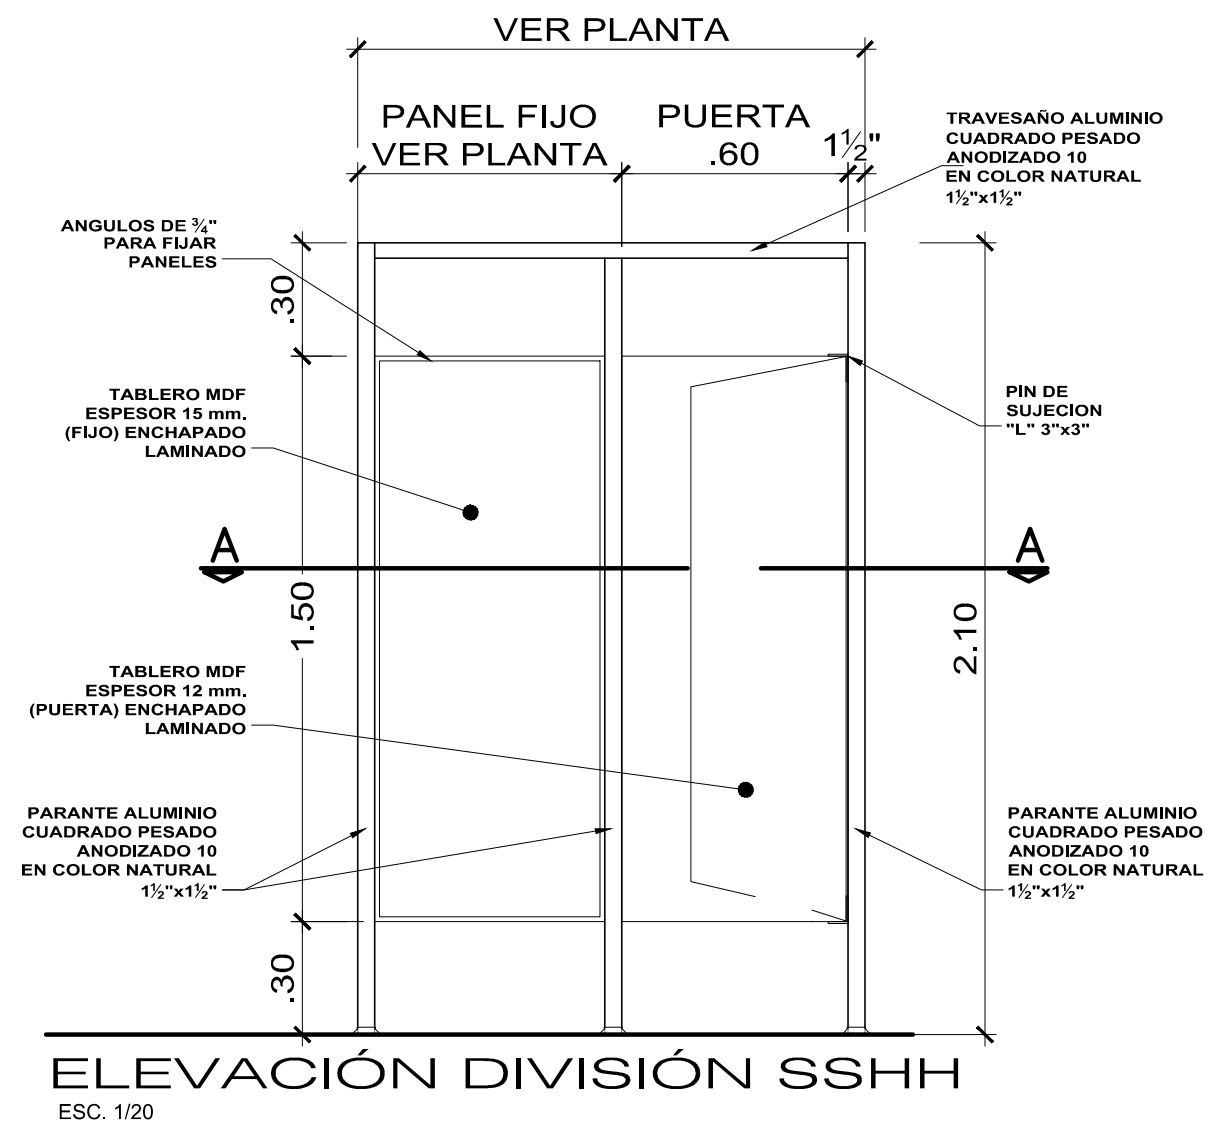 VER PLANTA
PANEL FIJO
VER PLANTA
PUERTA
.60
1½"
TRAVESAÑO ALUMINIO
CUADRADO PESADO
ANODIZADO 10
EN COLOR NATURAL
1½"x1½"
ANGULOS DE ¾"
PARA FIJAR
PANELES
.30
TABLERO MDF
ESPESOR 15 mm.
(FIJO) ENCHAPADO
LAMINADO
PIN DE
SUJECION
"L" 3"x3"
A
A
1.50
2.10
TABLERO MDF
ESPESOR 12 mm.
(PUERTA) ENCHAPADO
LAMINADO
PARANTE ALUMINIO
CUADRADO PESADO
ANODIZADO 10
EN COLOR NATURAL
1½"x1½"
PARANTE ALUMINIO
CUADRADO PESADO
ANODIZADO 10
EN COLOR NATURAL
1½"x1½"
.30
ELEVACIÓN DIVISIÓN SSHH
ESC. 1/20